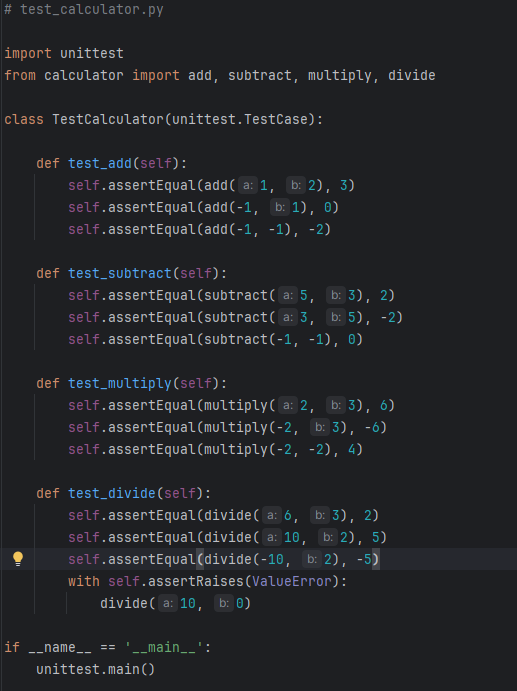 # test_calculator.py
import unittest
from calculator import add, subtract, multiply, divide
class TestCalculator(unittest.TestCase):
def test_add(self):
self.assertEqual(add(a: 1, b: 2), 3)
self.assertEqual(add(-1, b: 1), 0)
self.assertEqual(add(-1, -1), -2)
def test_subtract(self):
self.assertEqual(subtract(a: 5, b: 3), 2)
self.assertEqual(subtract(a: 3, b: 5), -2)
self.assertEqual(subtract(-1, -1), 0)
def test_multiply(self):
self.assertEqual(multiply(a: 2, b: 3), 6)
self.assertEqual(multiply(-2, b: 3), -6)
self.assertEqual(multiply(-2, -2), 4)
def test_divide(self):
self.assertEqual(divide(a: 6, b: 3), 2)
self.assertEqual(divide(a: 10, b: 2), 5)
self.assertEqual(divide(-10, b: 2), -5)
with self.assertRaises(ValueError):
divide(a: 10, b: 0)
if __name__ == '__main__':
unittest.main()